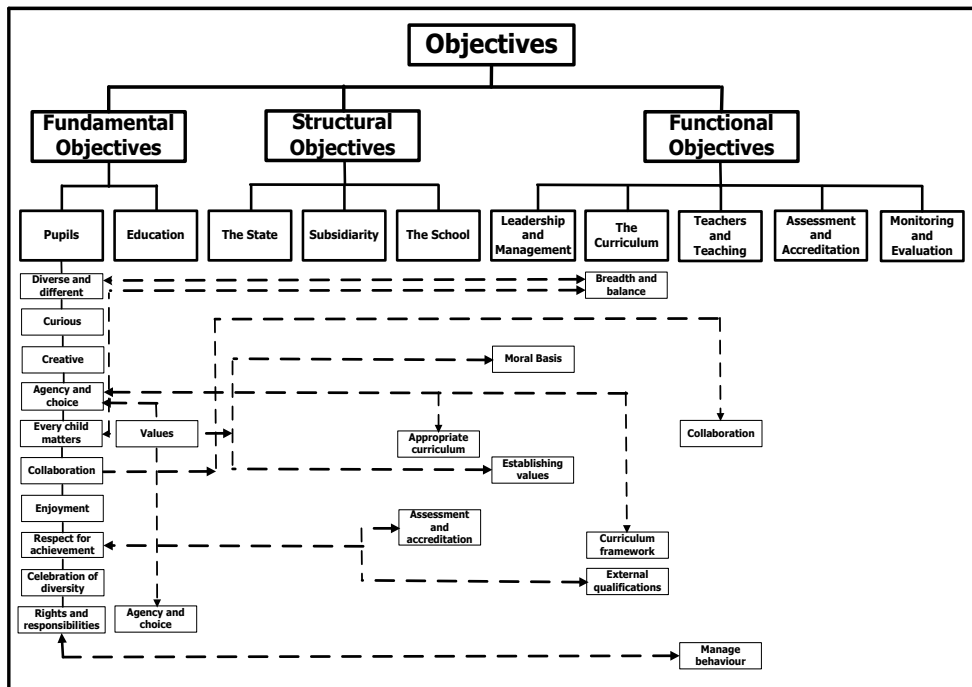 Objectives
Fundamental
Objectives
Structural
Objectives
Functional
Objectives
Pupils
Education
The State
Subsidiarity
The School
Leadership
and
Management
The
Curriculum
Teachers
and
Teaching
Assessment
and
Accreditation
Monitoring
and
Evaluation
Diverse and
different
Breadth and
balance
Curious
Creative
Moral Basis
Agency and
choice
Every child
matters
Values
Appropriate
curriculum
Collaboration
Collaboration
Establishing
values
Enjoyment
Assessment
and
accreditation
Respect for
achievement
Curriculum
framework
Celebration of
diversity
External
qualifications
Rights and
responsibilities
Agency and
choice
Manage
behaviour